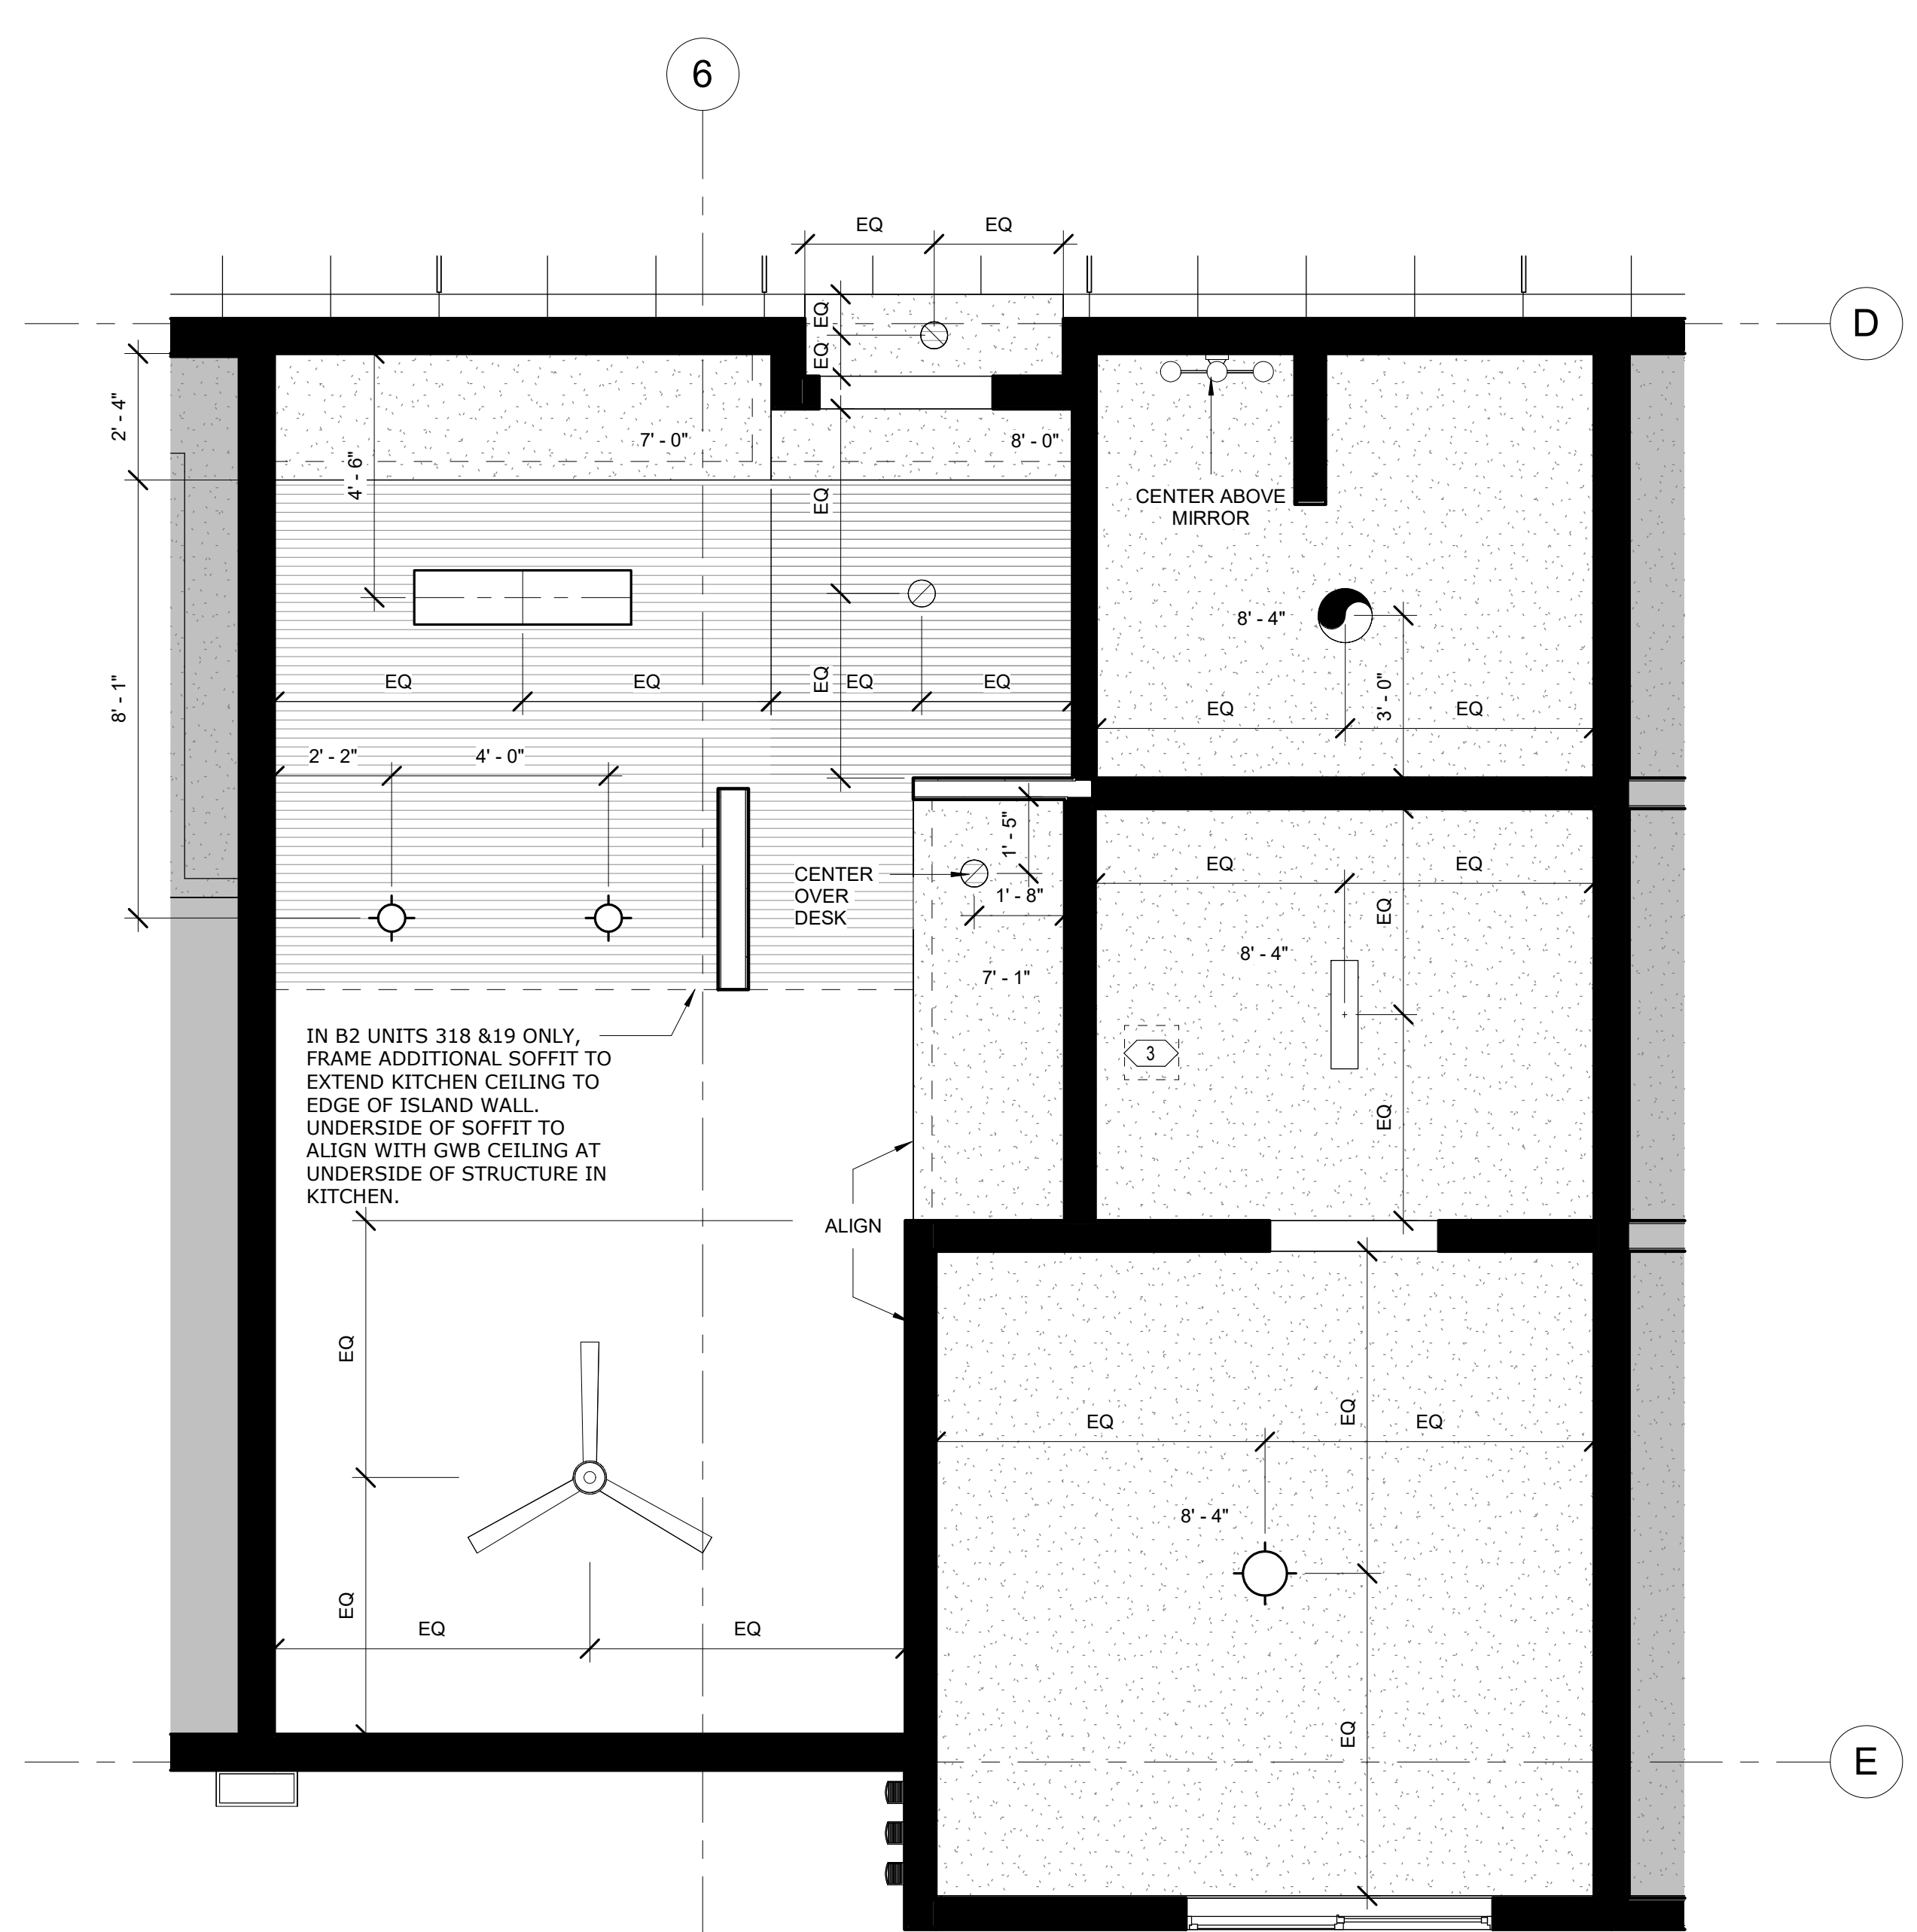 6
EQ
EQ
D
EQ
EQ
2' - 4"
7' - 0"
8' - 0"
4' - 6"
EQ
CENTER ABOVE
MIRROR
8' - 4"
8' - 1"
EQ
EQ
EQ
EQ
EQ
EQ
3' - 0"
EQ
2' - 2"
4' - 0"
1' - 5"
EQ
EQ
CENTER
OVER
DESK
1' - 8"
EQ
8' - 4"
7' - 1"
IN B2 UNITS 318 &19 ONLY,
FRAME ADDITIONAL SOFFIT TO
EXTEND KITCHEN CEILING TO
EDGE OF ISLAND WALL.
UNDERSIDE OF SOFFIT TO
ALIGN WITH GWB CEILING AT
UNDERSIDE OF STRUCTURE IN
KITCHEN.
3
EQ
ALIGN
EQ
EQ
EQ
EQ
8' - 4"
EQ
EQ
EQ
EQ
E